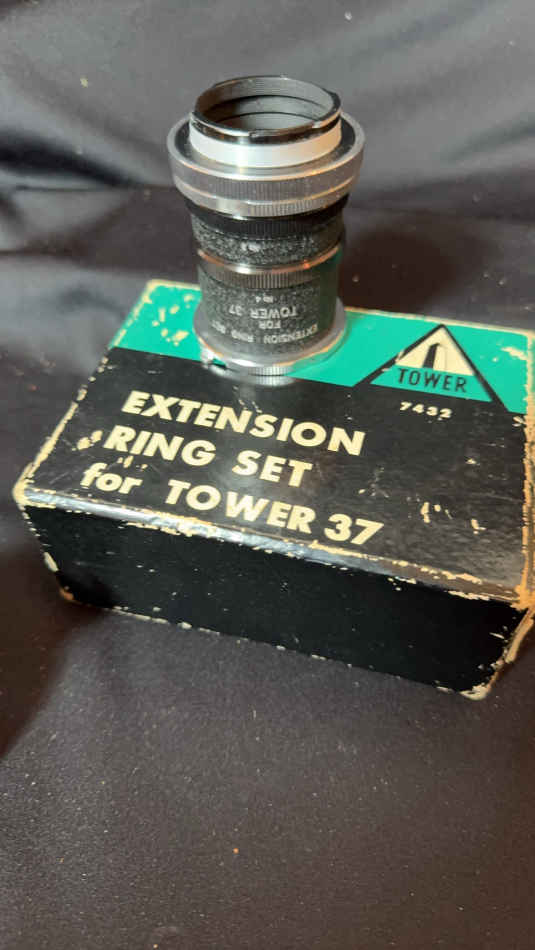 TOWER
7432
EXTENSION
RING SET
for TOWER 37
EXTENSION RING SET
FOR
TOWER 37